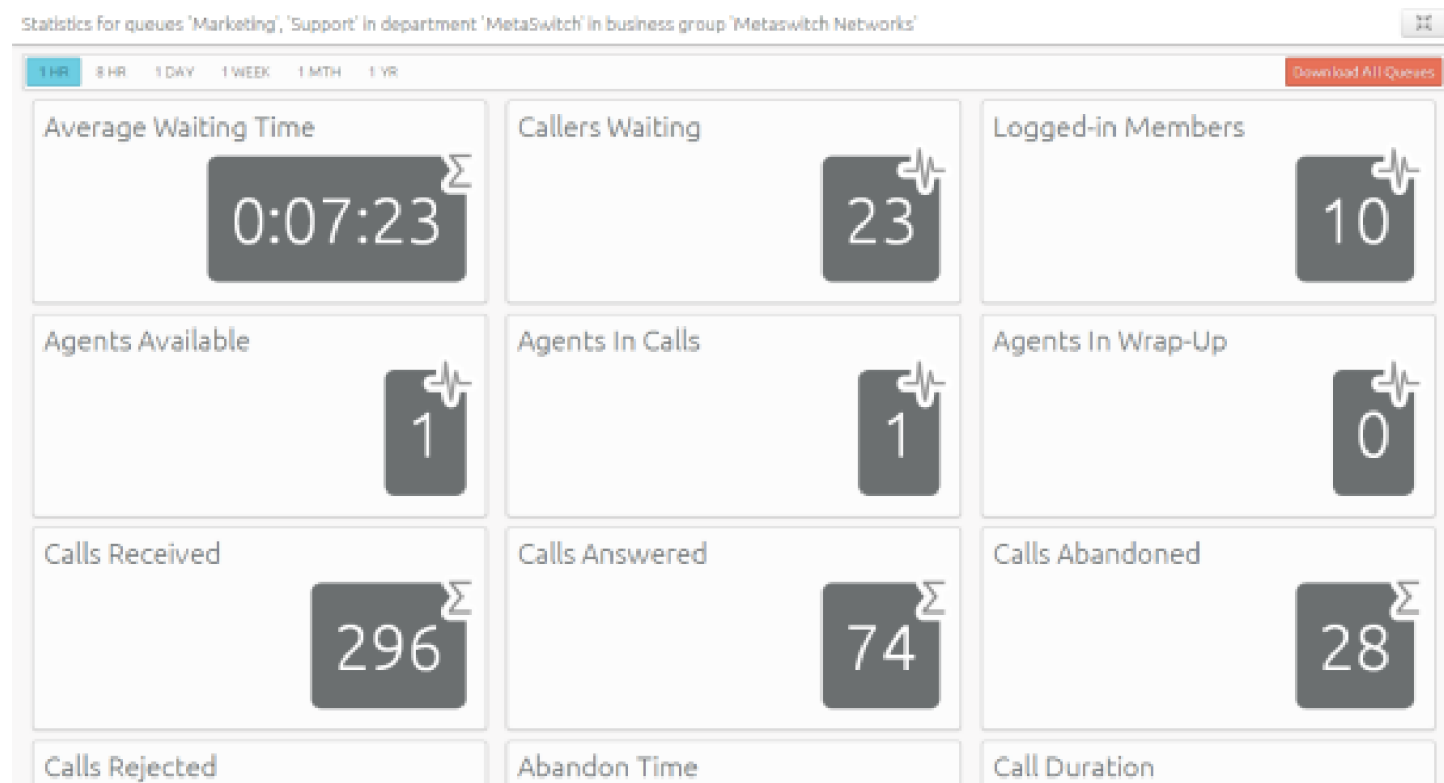 Statistics for queues 'Marketing', 'Support' in department 'MetaSwitch' in business group 'Metaswitch Networks'
1 HR 8 HR 1 DAY 1 WEEK 1 MTH 1 YR Download All Queues
Average Waiting Time Callers Waiting Logged-in Members
Σ
0:07:23 23 10
Agents Available Agents In Calls Agents In Wrap-Up
1 1 0
Calls Received Calls Answered Calls Abandoned
Σ Σ Σ
296 74 28
Calls Rejected Abandon Time Call Duration